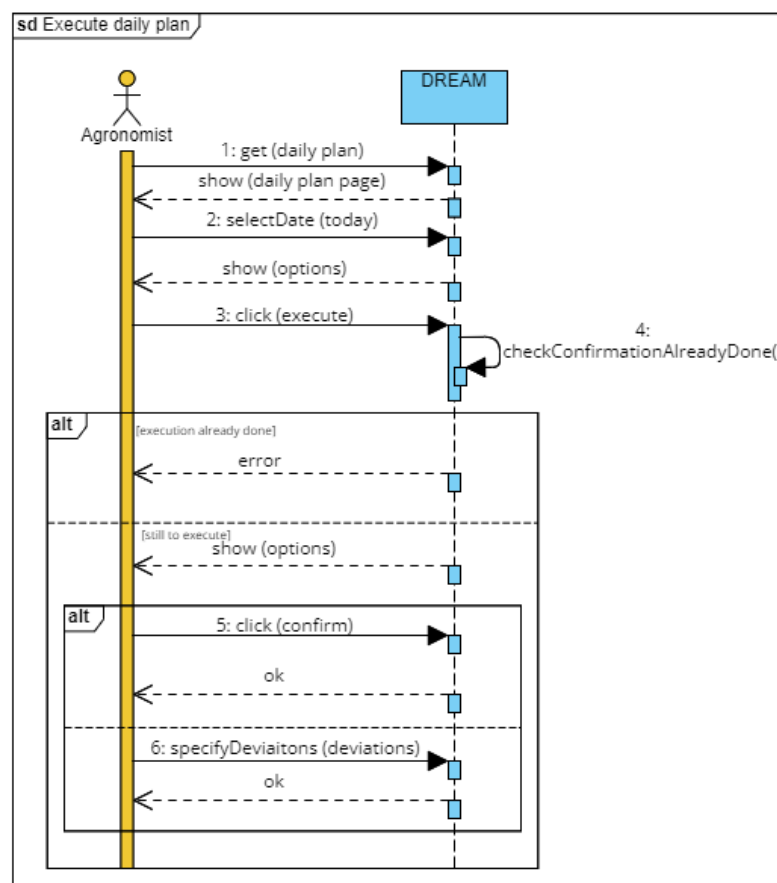 sd Execute daily plan
DREAM
Agronomist
1: get (daily plan)
show (daily plan page)
2: selectDate (today)
show (options)
3: click (execute)
4:
checkConfirmationAlreadyDone(
alt
[execution already done]
error
[still to execute]
show (options)
alt
5: click (confirm)
ok
6: specifyDeviaitons (deviations)
ok